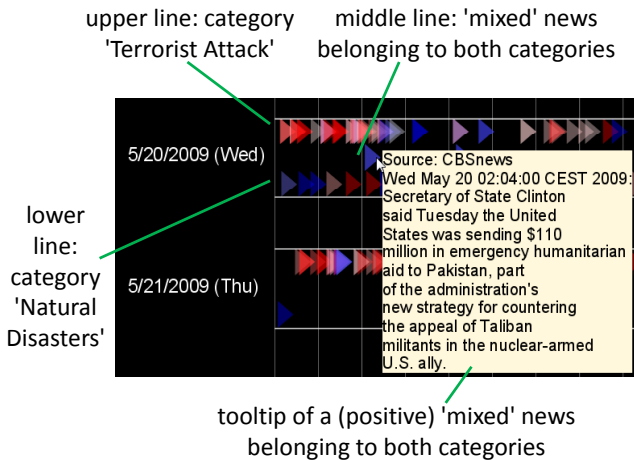 upper line: category
'Terrorist Attack'
middle line: 'mixed' news
belonging to both categories
5/20/2009 (Wed)
Source: CBSnews
Wed May 20 02:04:00 CEST 2009:
Secretary of State Clinton
said Tuesday the United
States was sending $110
million in emergency humanitarian
aid to Pakistan, part
of the administration's
new strategy for countering
the appeal of Taliban
militants in the nuclear-armed
U.S. ally.
lower
line:
category
'Natural
Disasters'
5/21/2009 (Thu)
tooltip of a (positive) 'mixed' news
belonging to both categories